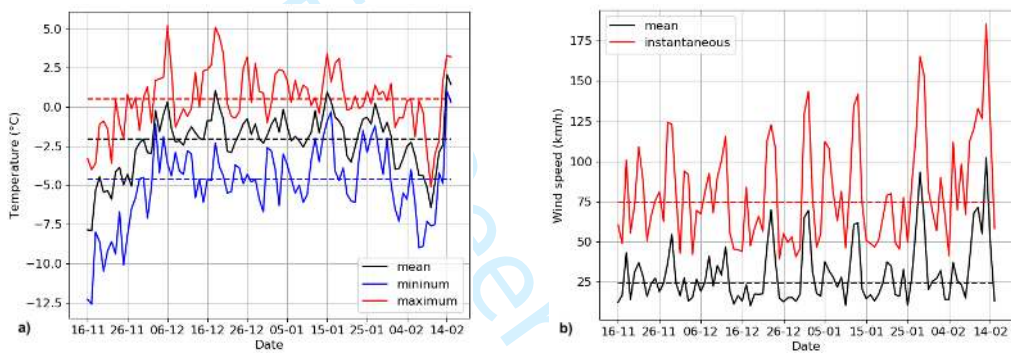 5.0
2.5
0.0
−2.5
−5.0
−7.5
−10.0
−12.5
Temperature (°C)
mean
mininum
maximum
a)
16-11 26-11 06-12 16-12 26-12 05-01 15-01 25-01 04-02 14-02
Date
mean
instantaneous
175
150
125
100
75
50
25
Wind speed (km/h)
b)
16-11 26-11 06-12 16-12 26-12 05-01 15-01 25-01 04-02 14-02
Date